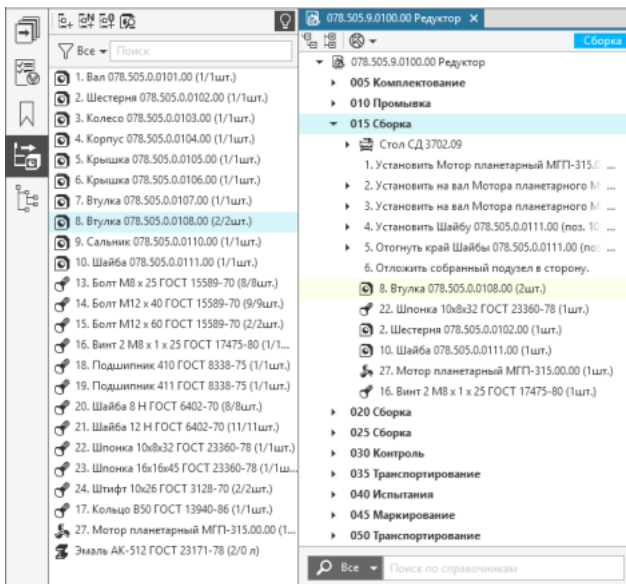 Все
Поиск
1. Вал 078.505.0.0101.00 (1/1шт.)
2. Шестерня 078.505.0.0102.00 (1/1шт.)
3. Колесо 078.505.0.0103.00 (1/1шт.)
4. Корпус 078.505.0.0104.00 (1/1шт.)
5. Крышка 078.505.0.0105.00 (1/1шт.)
6. Крышка 078.505.0.0106.00 (1/1шт.)
7. Втулка 078.505.0.0107.00 (1/1шт.)
8. Втулка 078.505.0.0108.00 (2/2шт.)
9. Сальник 078.505.0.0110.00 (1/1шт.)
10. Шайба 078.505.0.0111.00 (1/1шт.)
13. Болт М8 х 25 ГОСТ 15589-70 (8/8шт.)
14. Болт М12 х 40 ГОСТ 15589-70 (9/9шт.)
15. Болт М12 х 60 ГОСТ 15589-70 (2/2шт.)
16. Винт 2 М8 х 1 х 25 ГОСТ 17475-80 (1/1...
18. Подшипник 410 ГОСТ 8338-75 (1/1шт.)
19. Подшипник 411 ГОСТ 8338-75 (1/1шт.)
20. Шайба 8 Н ГОСТ 6402-70 (8/8шт.)
21. Шайба 12 Н ГОСТ 6402-70 (11/11шт.)
22. Шпонка 10х8х32 ГОСТ 23360-78 (1/1шт.)
23. Шпонка 16х16х45 ГОСТ 23360-78 (1/1ш...
24. Штифт 10х26 ГОСТ 3128-70 (2/2шт.)
17. Кольцо В50 ГОСТ 13940-86 (1/1шт.)
27. Мотор планетарный МГП-315.00.00 (1...
Эмаль АК-512 ГОСТ 23171-78 (2/0 л)
078.505.9.0100.00 Редуктор
Сборка
078.505.9.0100.00 Редуктор
005 Комплектование
010 Промывка
015 Сборка
Стол СД 3702.09
1. Установить Мотор планетарный МГП-315.0 ...
2. Установить на вал Мотора планетарного М ...
3. Установить на вал Мотора планетарного М ...
4. Установить Шайбу 078.505.0.0111.00 (поз. 10 ...
5. Отогнуть край Шайбы 078.505.0.0111.00 (поз ...
6. Отложить собранный подузел в сторону.
8. Втулка 078.505.0.0108.00 (2шт.)
22. Шпонка 10х8х32 ГОСТ 23360-78 (1шт.)
2. Шестерня 078.505.0.0102.00 (1шт.)
10. Шайба 078.505.0.0111.00 (1шт.)
27. Мотор планетарный МГП-315.00.00 (1шт.)
16. Винт 2 М8 х 1 х 25 ГОСТ 17475-80 (1шт.)
020 Сборка
025 Сборка
030 Контроль
035 Транспортирование
040 Испытания
045 Маркирование
050 Транспортирование
Все
Поиск по справочникам